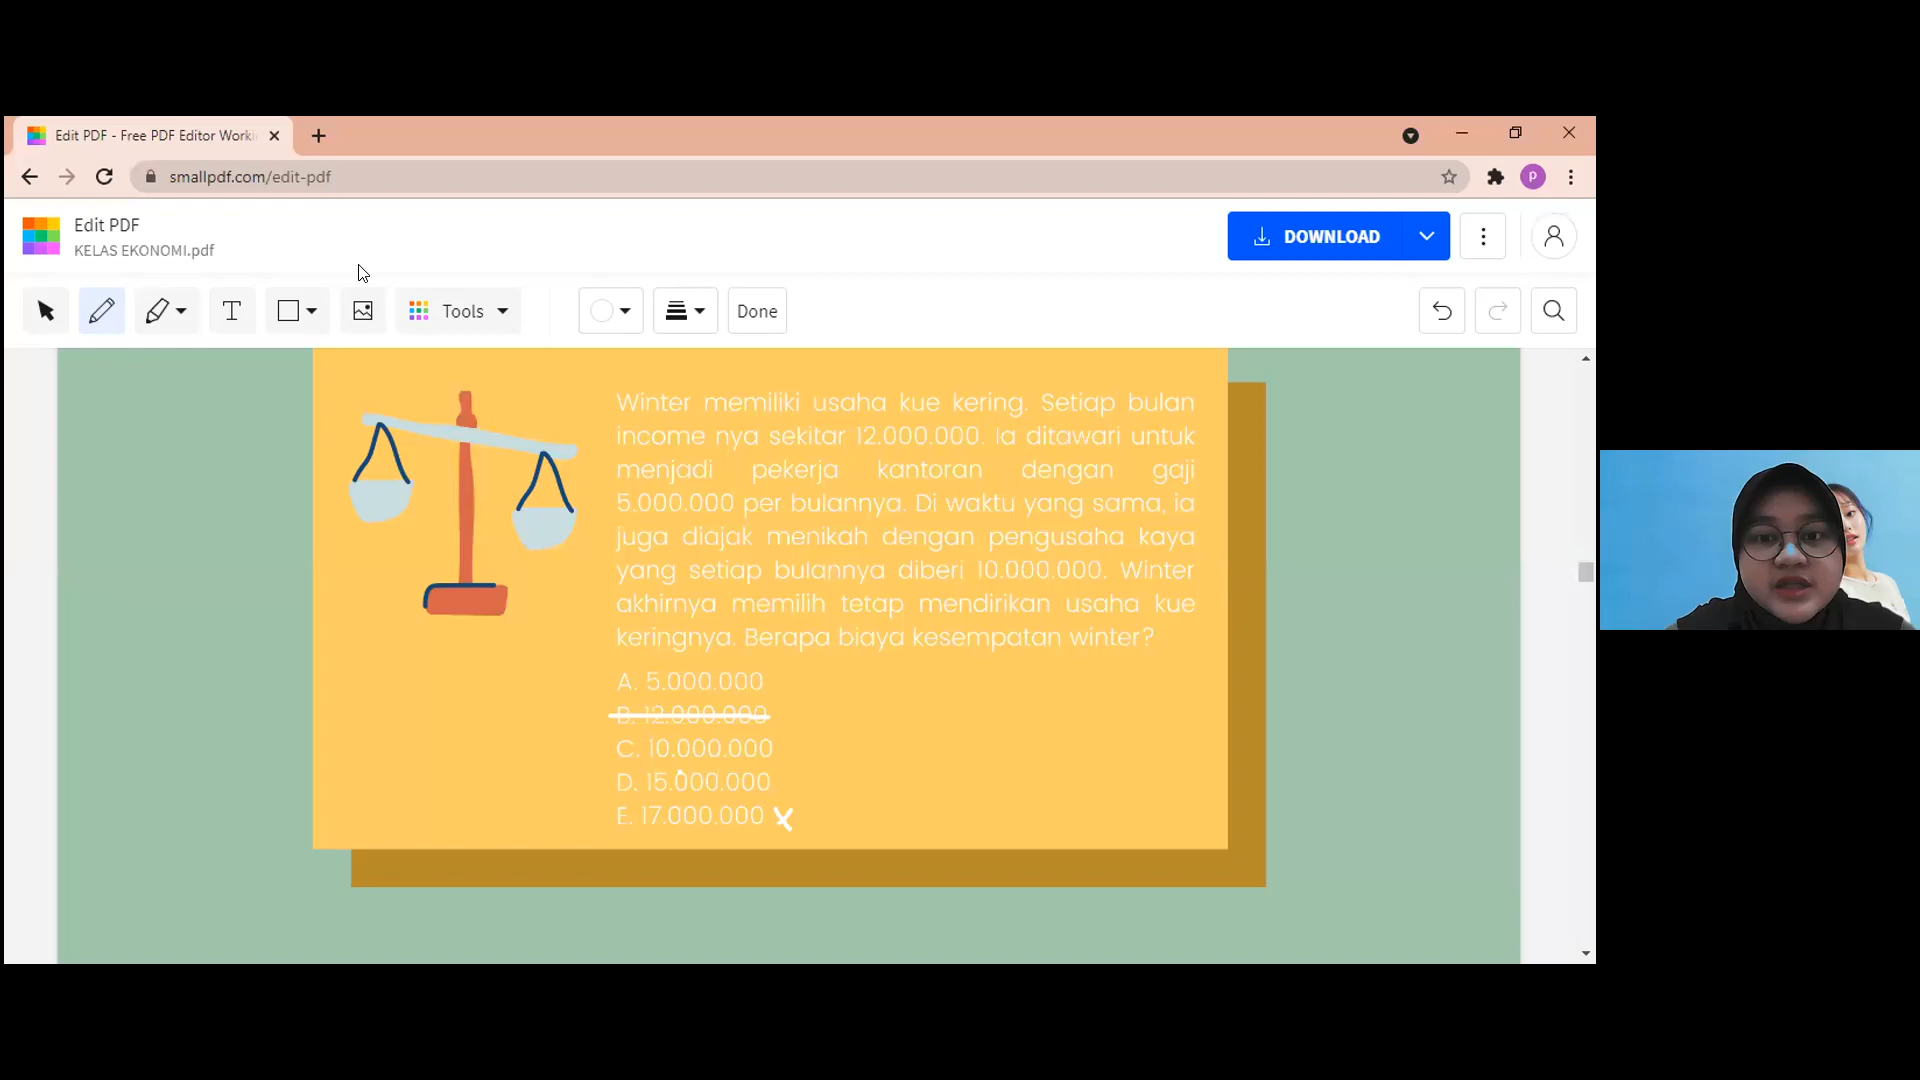 Edit PDF - Free PDF Editor Worki
smallpdf.com/edit-pdf
P
Edit PDF
KELAS EKONOMI.pdf
DOWNLOAD
T
Tools
Done
Winter memiliki usaha kue kering. Setiap bulan
income nya sekitar 12.000.000. Ia ditawari untuk
menjadi pekerja kantoran dengan gaji
5.000.000 per bulannya. Di waktu yang sama, ia
juga diajak menikah dengan pengusaha kaya
yang setiap bulannya diberi 10.000.000. Winter
akhirnya memilih tetap mendirikan usaha kue
keringnya. Berapa biaya kesempatan winter?
A. 5.000.000
B. 12.000.000
C. 10.000.000
D. 15.000.000
E. 17.000.000 X